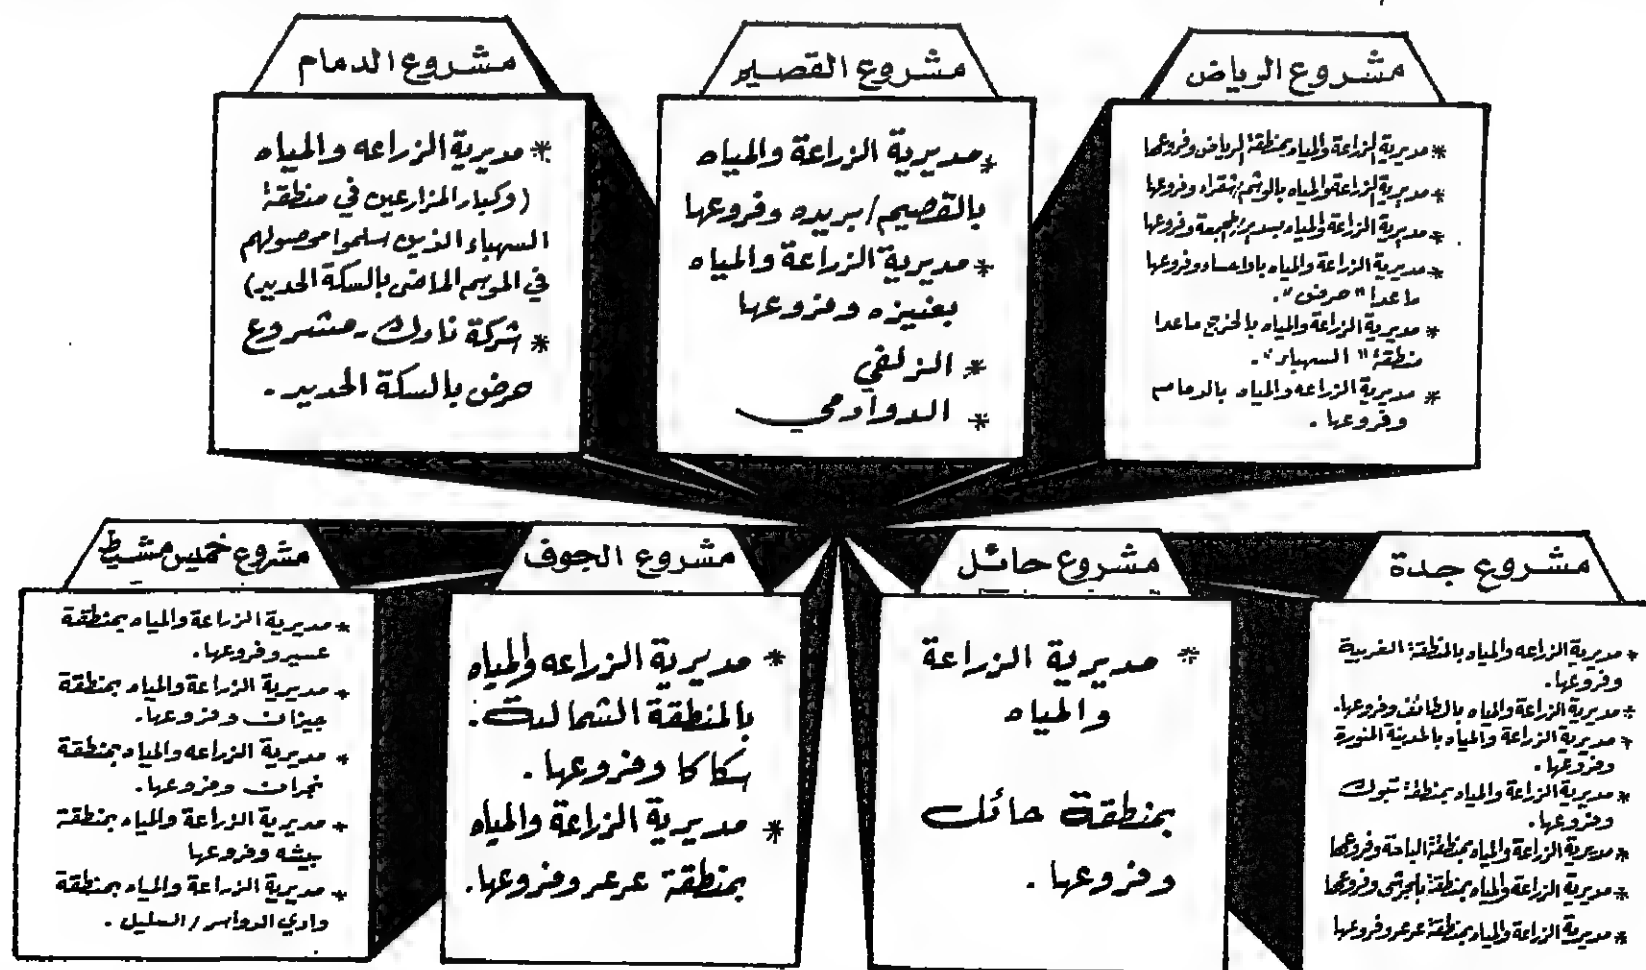 مشروع الرياض
* مديرية الزراعة والمياه بمنطقة الرياض وفروعها
* مديرية الزراعة والمياه بالوشم/شقراء وفروعها
* مديرية الزراعة والمياه بسدير/المجمعة وفروعها
* مديرية الزراعة والمياه بالاحساء وفروعها
ماعدا "حرض".
* مديرية الزراعة والمياه بالخرج ماعدا
منطقة "السهباء".
* مديرية الزراعه والمياه بالدمام
وفروعها.
مشروع القصيم
* مديرية الزراعة والمياه
بالقصيم/بريده وفروعها
* مديرية الزراعة والمياه
بعنيزه وفروعها
* الزلفي
* الدوادمي
مشروع الدمام
* مديرية الزراعه والمياه
(وكبار المزارعين في منطقة
السهباء الذين سلموا محصولهم
في الموسم الماضي بالسكة الحديد)
* شركة نادك - مشروع
حرض بالسكة الحديد.
مشروع جدة
* مديرية الزراعه والمياه بالمنطقة الغربية
وفروعها.
* مديرية الزراعة والمياه بالطائف وفروعها.
* مديرية الزراعة والمياه بالمدينة المنورة
وفروعها.
* مديرية الزراعة والمياه بمنطقة تبوك
وفروعها.
* مديرية الزراعة والمياه بمنطقة الباحة وفروعها
* مديرية الزراعة والمياه بمنطقة بلجرشي وفروعها
* مديرية الزراعة والمياه بمنطقة عرعر وفروعها
مشروع حائل
* مديرية الزراعة
والمياه
بمنطقة حائل
وفروعها.
مشروع الجوف
* مديرية الزراعه والمياه
بالمنطقة الشمالية.
سكاكا وفروعها.
* مديرية الزراعة والمياه
بمنطقة عرعر وفروعها.
مشروع خميس مشيط
* مديرية الزراعة والمياه بمنطقة
عسير وفروعها.
* مديرية الزراعة والمياه بمنطقة
جيزان وفروعها.
* مديرية الزراعه والمياه بمنطقة
نجران وفروعها.
* مديرية الزراعة والمياه بمنطقة
بيشه وفروعها
* مديرية الزراعة والمياه بمنطقة
وادي الدواسر/السليل.